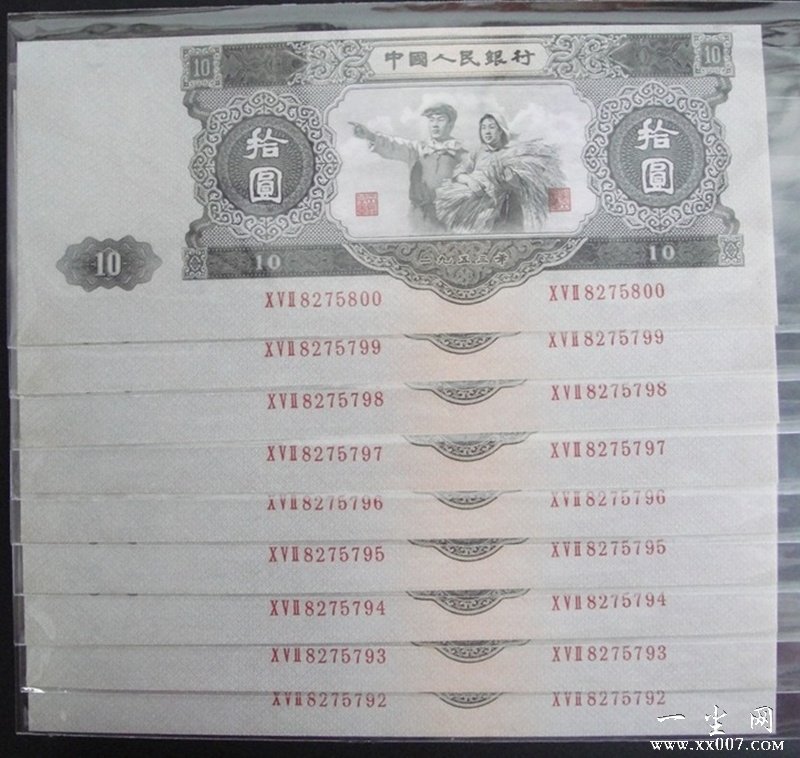 10 中國人民銀行 10
拾圓 拾圓
10
10 一九五三年 10
XVII8275800 XVII8275800
XVII8275799 XVII8275799
XVII8275798 XVII8275798
XVII8275797 XVII8275797
XVII8275796 XVII8275796
XVII8275795 XVII8275795
XVII8275794 XVII8275794
XVII8275793 XVII8275793
XVII8275792 XVII8275792
一尘网
www.xx007.com